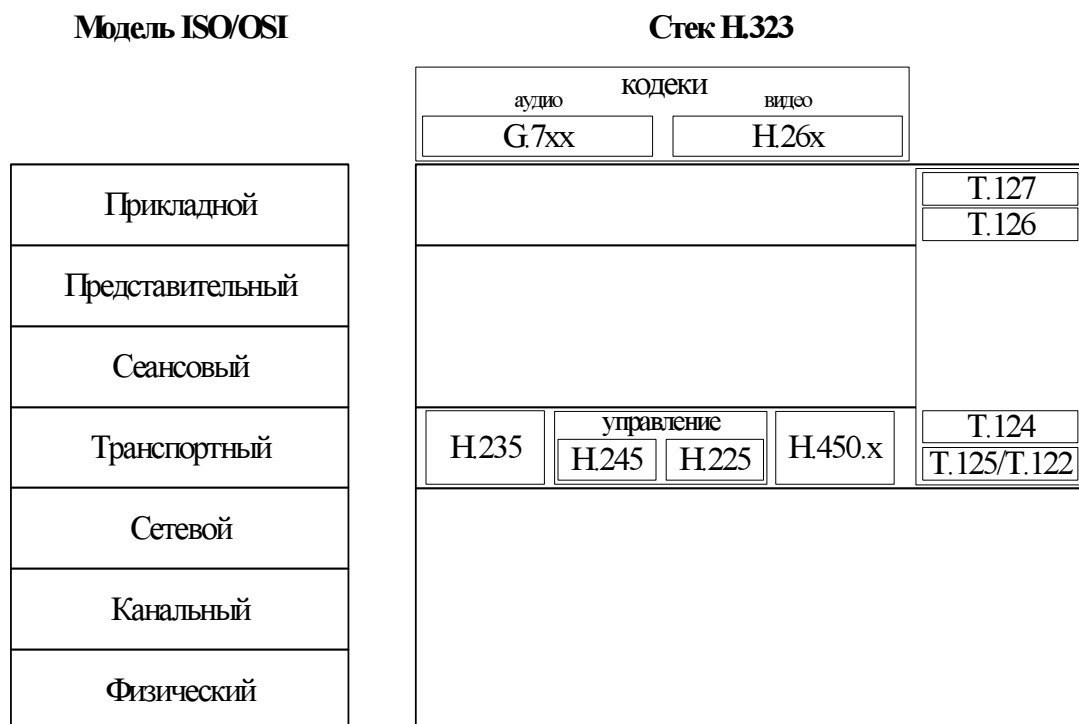 Модель ISO/OSI
Стек H.323
кодеки
аудио
видео
G.7xx
H.26x
Прикладной
T.127
T.126
Представительный
Сеансовый
Транспортный
H.235
управление
H.245
H.225
H.450.x
T.124
T.125/T.122
Сетевой
Канальный
Физический